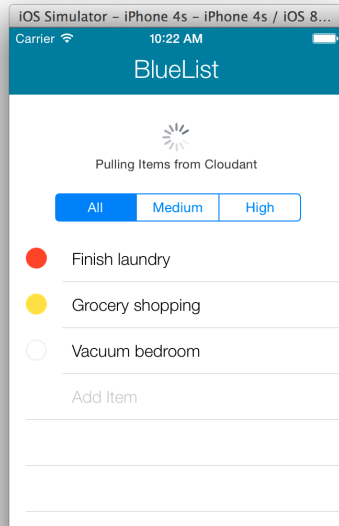 iOS Simulator – iPhone 4s – iPhone 4s / iOS 8...
Carrier 10:22 AM
BlueList
Pulling Items from Cloudant
All Medium High
Finish laundry
Grocery shopping
Vacuum bedroom
Add Item